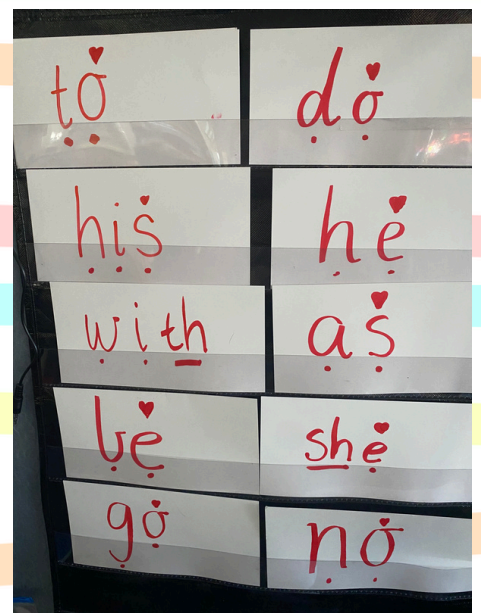 to do
his he
with as
be she
go no